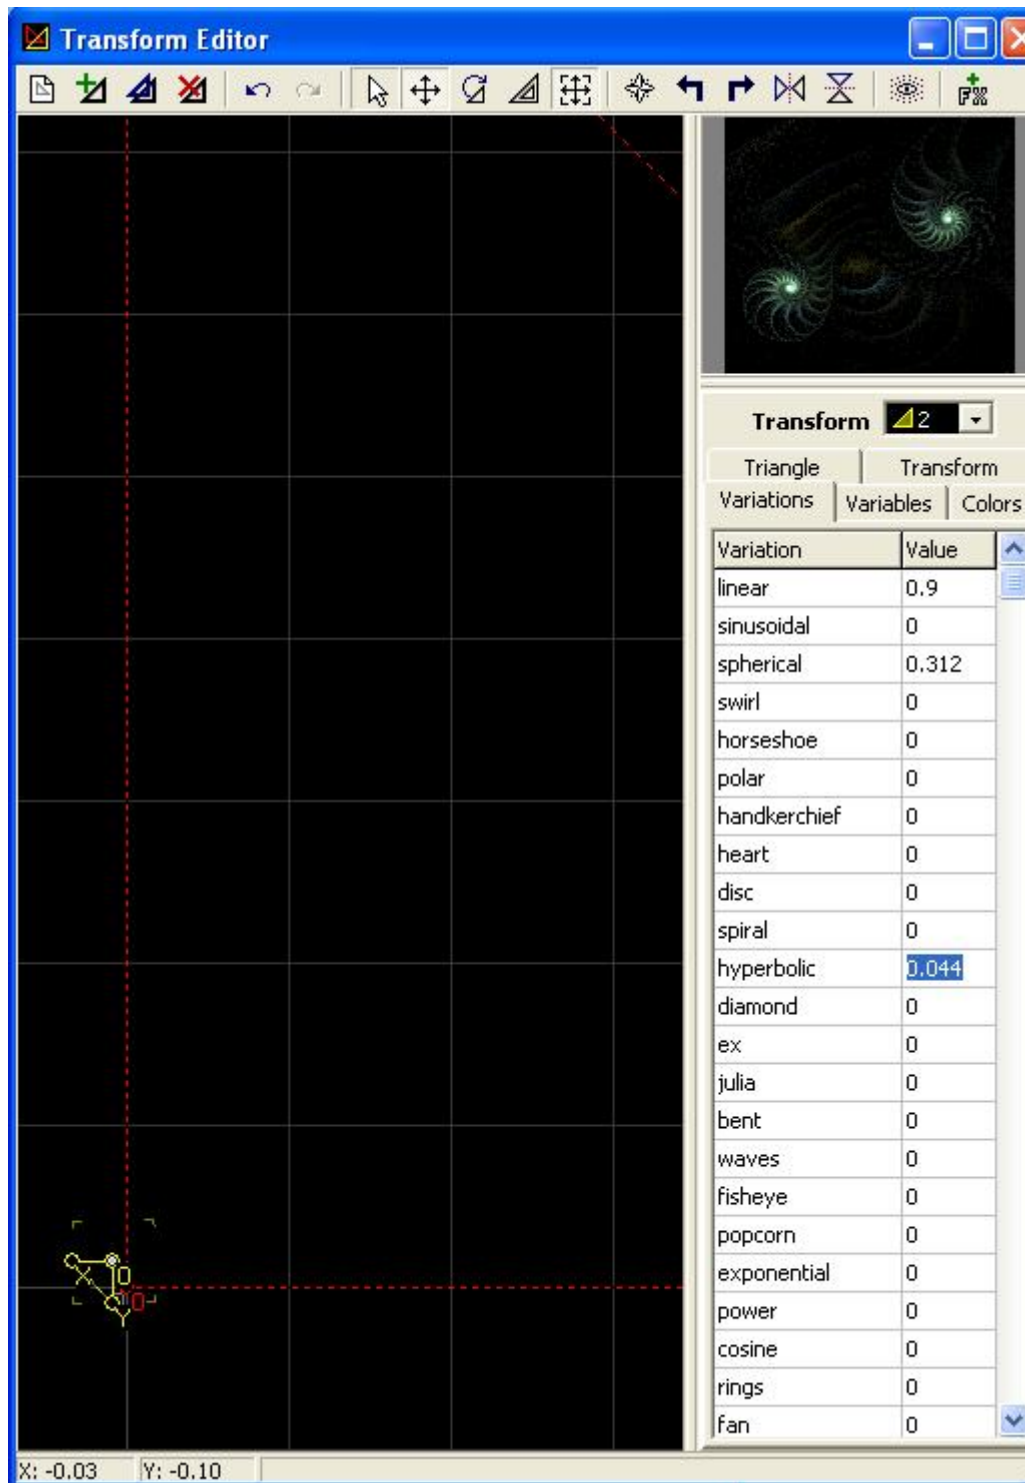 Transform Editor
FX
Transform 2
Triangle Transform
Variations Variables Colors
Variation Value
linear 0.9
sinusoidal 0
spherical 0.312
swirl 0
horseshoe 0
polar 0
handkerchief 0
heart 0
disc 0
spiral 0
hyperbolic 0.044
diamond 0
ex 0
julia 0
bent 0
waves 0
fisheye 0
popcorn 0
exponential 0
power 0
cosine 0
rings 0
fan 0
X O
Y O
X: -0.03 Y: -0.10